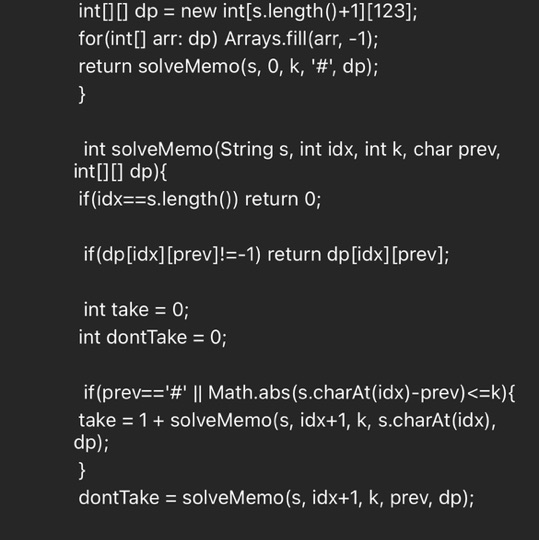 int[][] dp = new int[s.length()+1][123];
for(int[] arr: dp) Arrays.fill(arr, -1);
return solveMemo(s, 0, k, '#', dp);
}
int solveMemo(String s, int idx, int k, char prev,
int[][] dp){
if(idx==s.length()) return 0;
if(dp[idx][prev]!=-1) return dp[idx][prev];
int take = 0;
int dontTake = 0;
if(prev=='#' || Math.abs(s.charAt(idx)-prev)<=k){
take = 1 + solveMemo(s, idx+1, k, s.charAt(idx),
dp);
}
dontTake = solveMemo(s, idx+1, k, prev, dp);